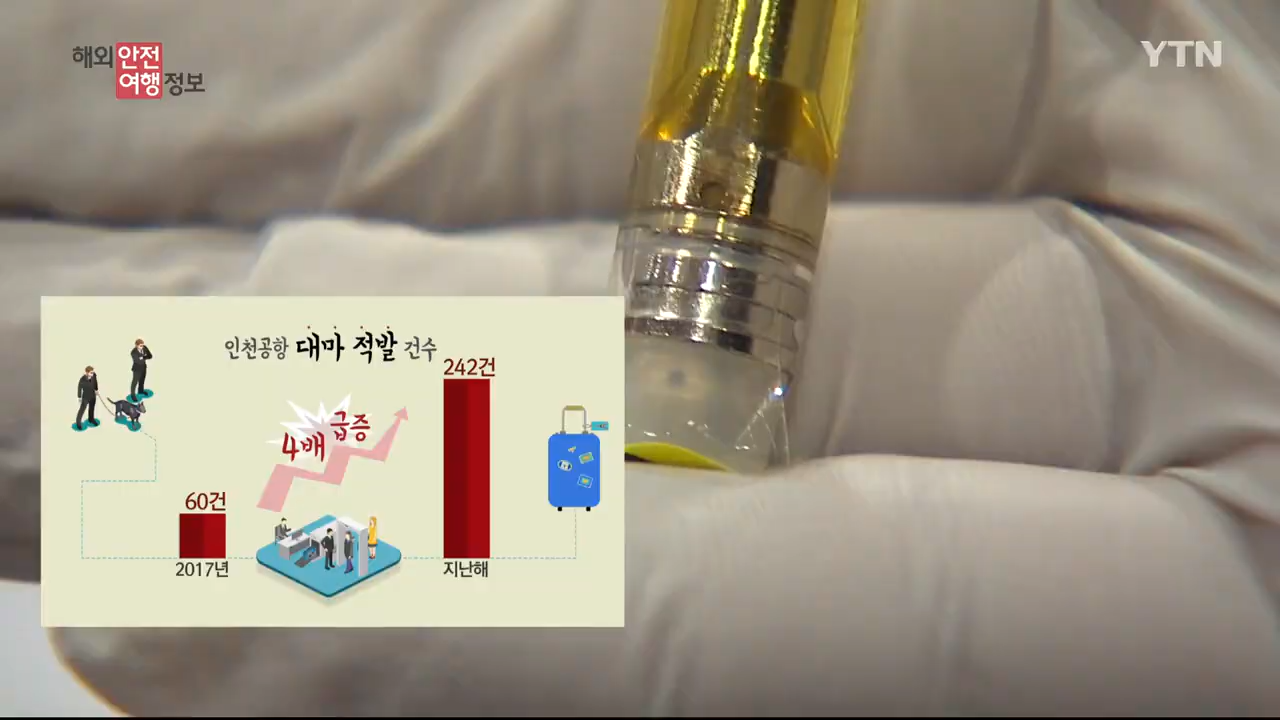 해외 안전
여행 정보
YTN
인천공항 대마 적발 건수
242건
4배 급증
60건
2017년
지난해